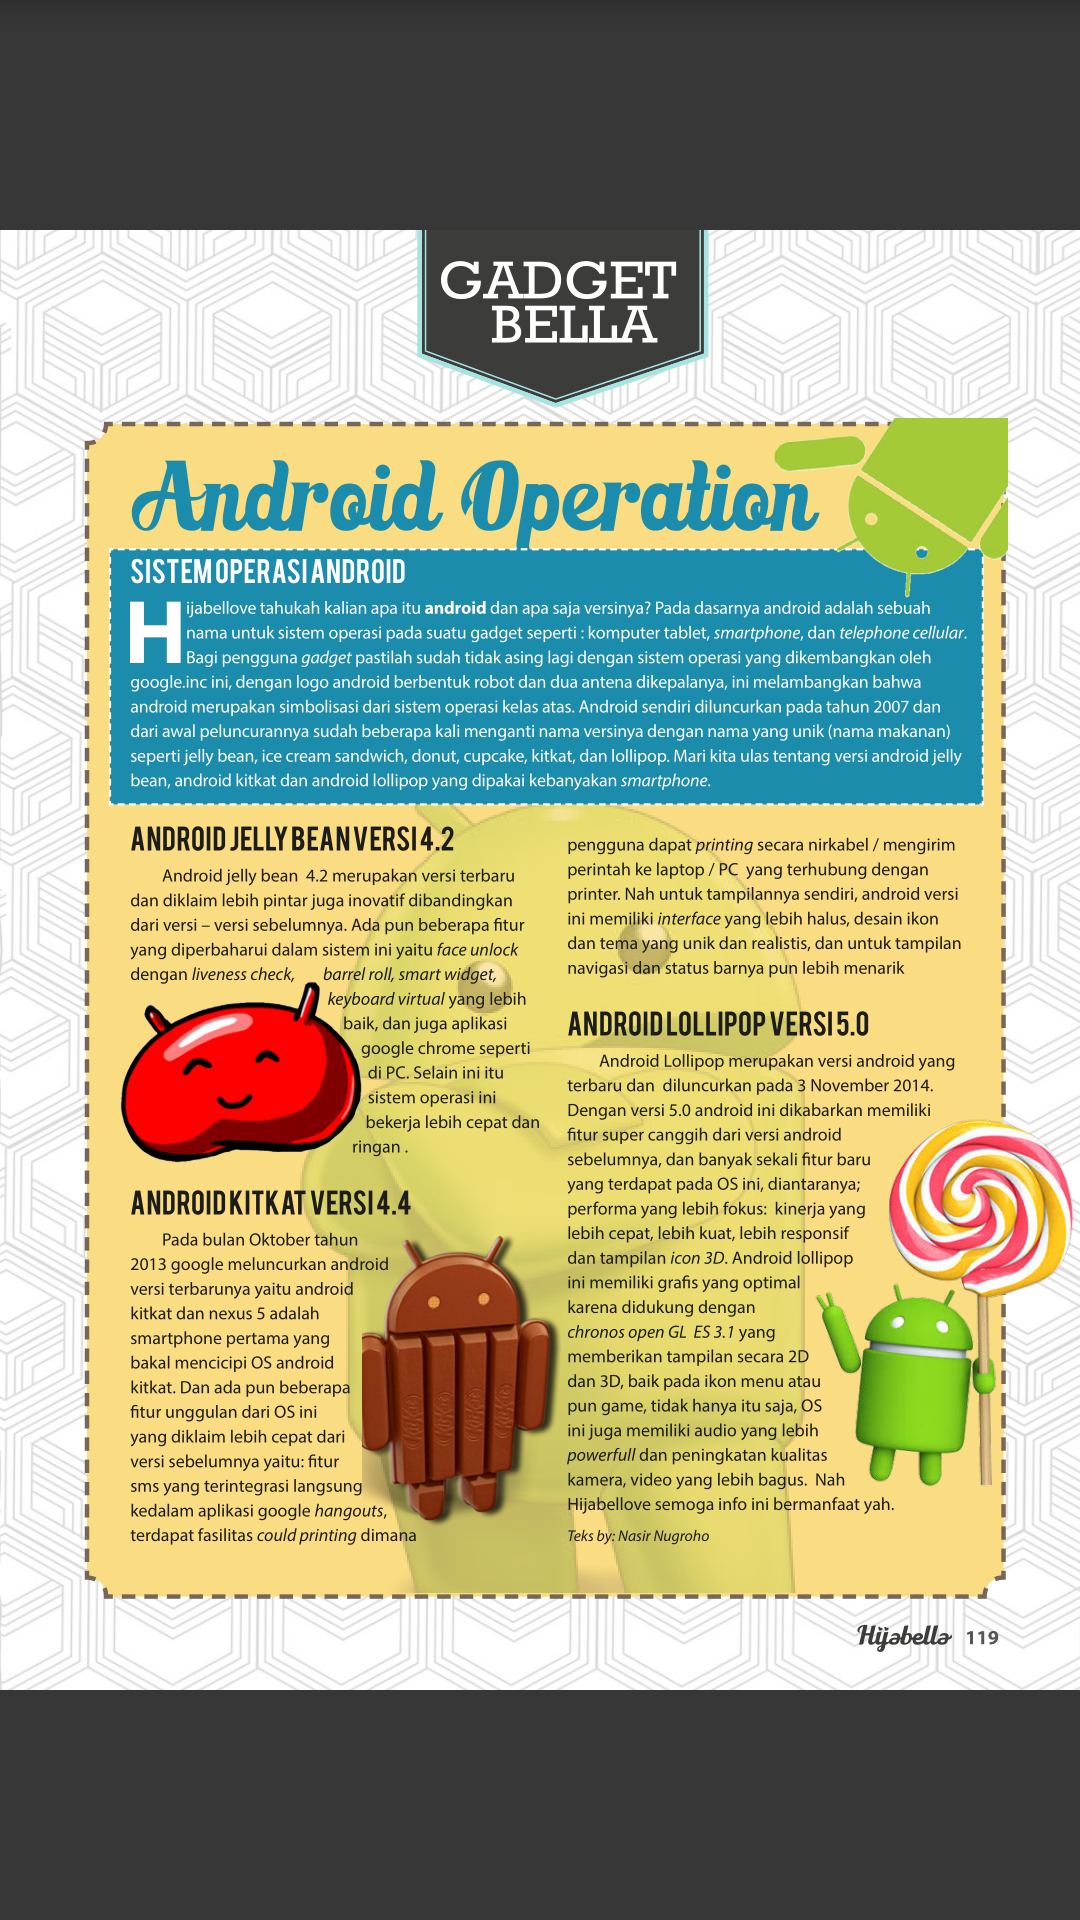 GADGET
BELLA
Android Operation
SISTEM OPERASI ANDROID
Hijabellove tahukah kalian apa itu android dan apa saja versinya? Pada dasarnya android adalah sebuah
nama untuk sistem operasi pada suatu gadget seperti : komputer tablet, smartphone, dan telephone cellular.
Bagi pengguna gadget pastilah sudah tidak asing lagi dengan sistem operasi yang dikembangkan oleh
google.inc ini, dengan logo android berbentuk robot dan dua antena dikepalanya, ini melambangkan bahwa
android merupakan simbolisasi dari sistem operasi kelas atas. Android sendiri diluncurkan pada tahun 2007 dan
dari awal peluncurannya sudah beberapa kali menganti nama versinya dengan nama yang unik (nama makanan)
seperti jelly bean, ice cream sandwich, donut, cupcake, kitkat, dan lollipop. Mari kita ulas tentang versi android jelly
bean, android kitkat dan android lollipop yang dipakai kebanyakan smartphone.
ANDROID JELLY BEAN VERSI 4.2
Android jelly bean 4.2 merupakan versi terbaru
dan diklaim lebih pintar juga inovatif dibandingkan
dari versi – versi sebelumnya. Ada pun beberapa fitur
yang diperbaharui dalam sistem ini yaitu face unlock
dengan liveness check, barrel roll, smart widget,
keyboard virtual yang lebih
baik, dan juga aplikasi
google chrome seperti
di PC. Selain ini itu
sistem operasi ini
bekerja lebih cepat dan
ringan .
ANDROID KITKAT VERSI 4.4
Pada bulan Oktober tahun
2013 google meluncurkan android
versi terbarunya yaitu android
kitkat dan nexus 5 adalah
smartphone pertama yang
bakal mencicipi OS android
kitkat. Dan ada pun beberapa
fitur unggulan dari OS ini
yang diklaim lebih cepat dari
versi sebelumnya yaitu: fitur
sms yang terintegrasi langsung
kedalam aplikasi google hangouts,
terdapat fasilitas could printing dimana
pengguna dapat printing secara nirkabel / mengirim
perintah ke laptop / PC yang terhubung dengan
printer. Nah untuk tampilannya sendiri, android versi
ini memiliki interface yang lebih halus, desain ikon
dan tema yang unik dan realistis, dan untuk tampilan
navigasi dan status barnya pun lebih menarik
ANDROID LOLLIPOP VERSI 5.0
Android Lollipop merupakan versi android yang
terbaru dan diluncurkan pada 3 November 2014.
Dengan versi 5.0 android ini dikabarkan memiliki
fitur super canggih dari versi android
sebelumnya, dan banyak sekali fitur baru
yang terdapat pada OS ini, diantaranya;
performa yang lebih fokus: kinerja yang
lebih cepat, lebih kuat, lebih responsif
dan tampilan icon 3D. Android lollipop
ini memiliki grafis yang optimal
karena didukung dengan
chronos open GL ES 3.1 yang
memberikan tampilan secara 2D
dan 3D, baik pada ikon menu atau
pun game, tidak hanya itu saja, OS
ini juga memiliki audio yang lebih
powerfull dan peningkatan kualitas
kamera, video yang lebih bagus. Nah
Hijabellove semoga info ini bermanfaat yah.
Teks by: Nasir Nugroho
Hijabella 119